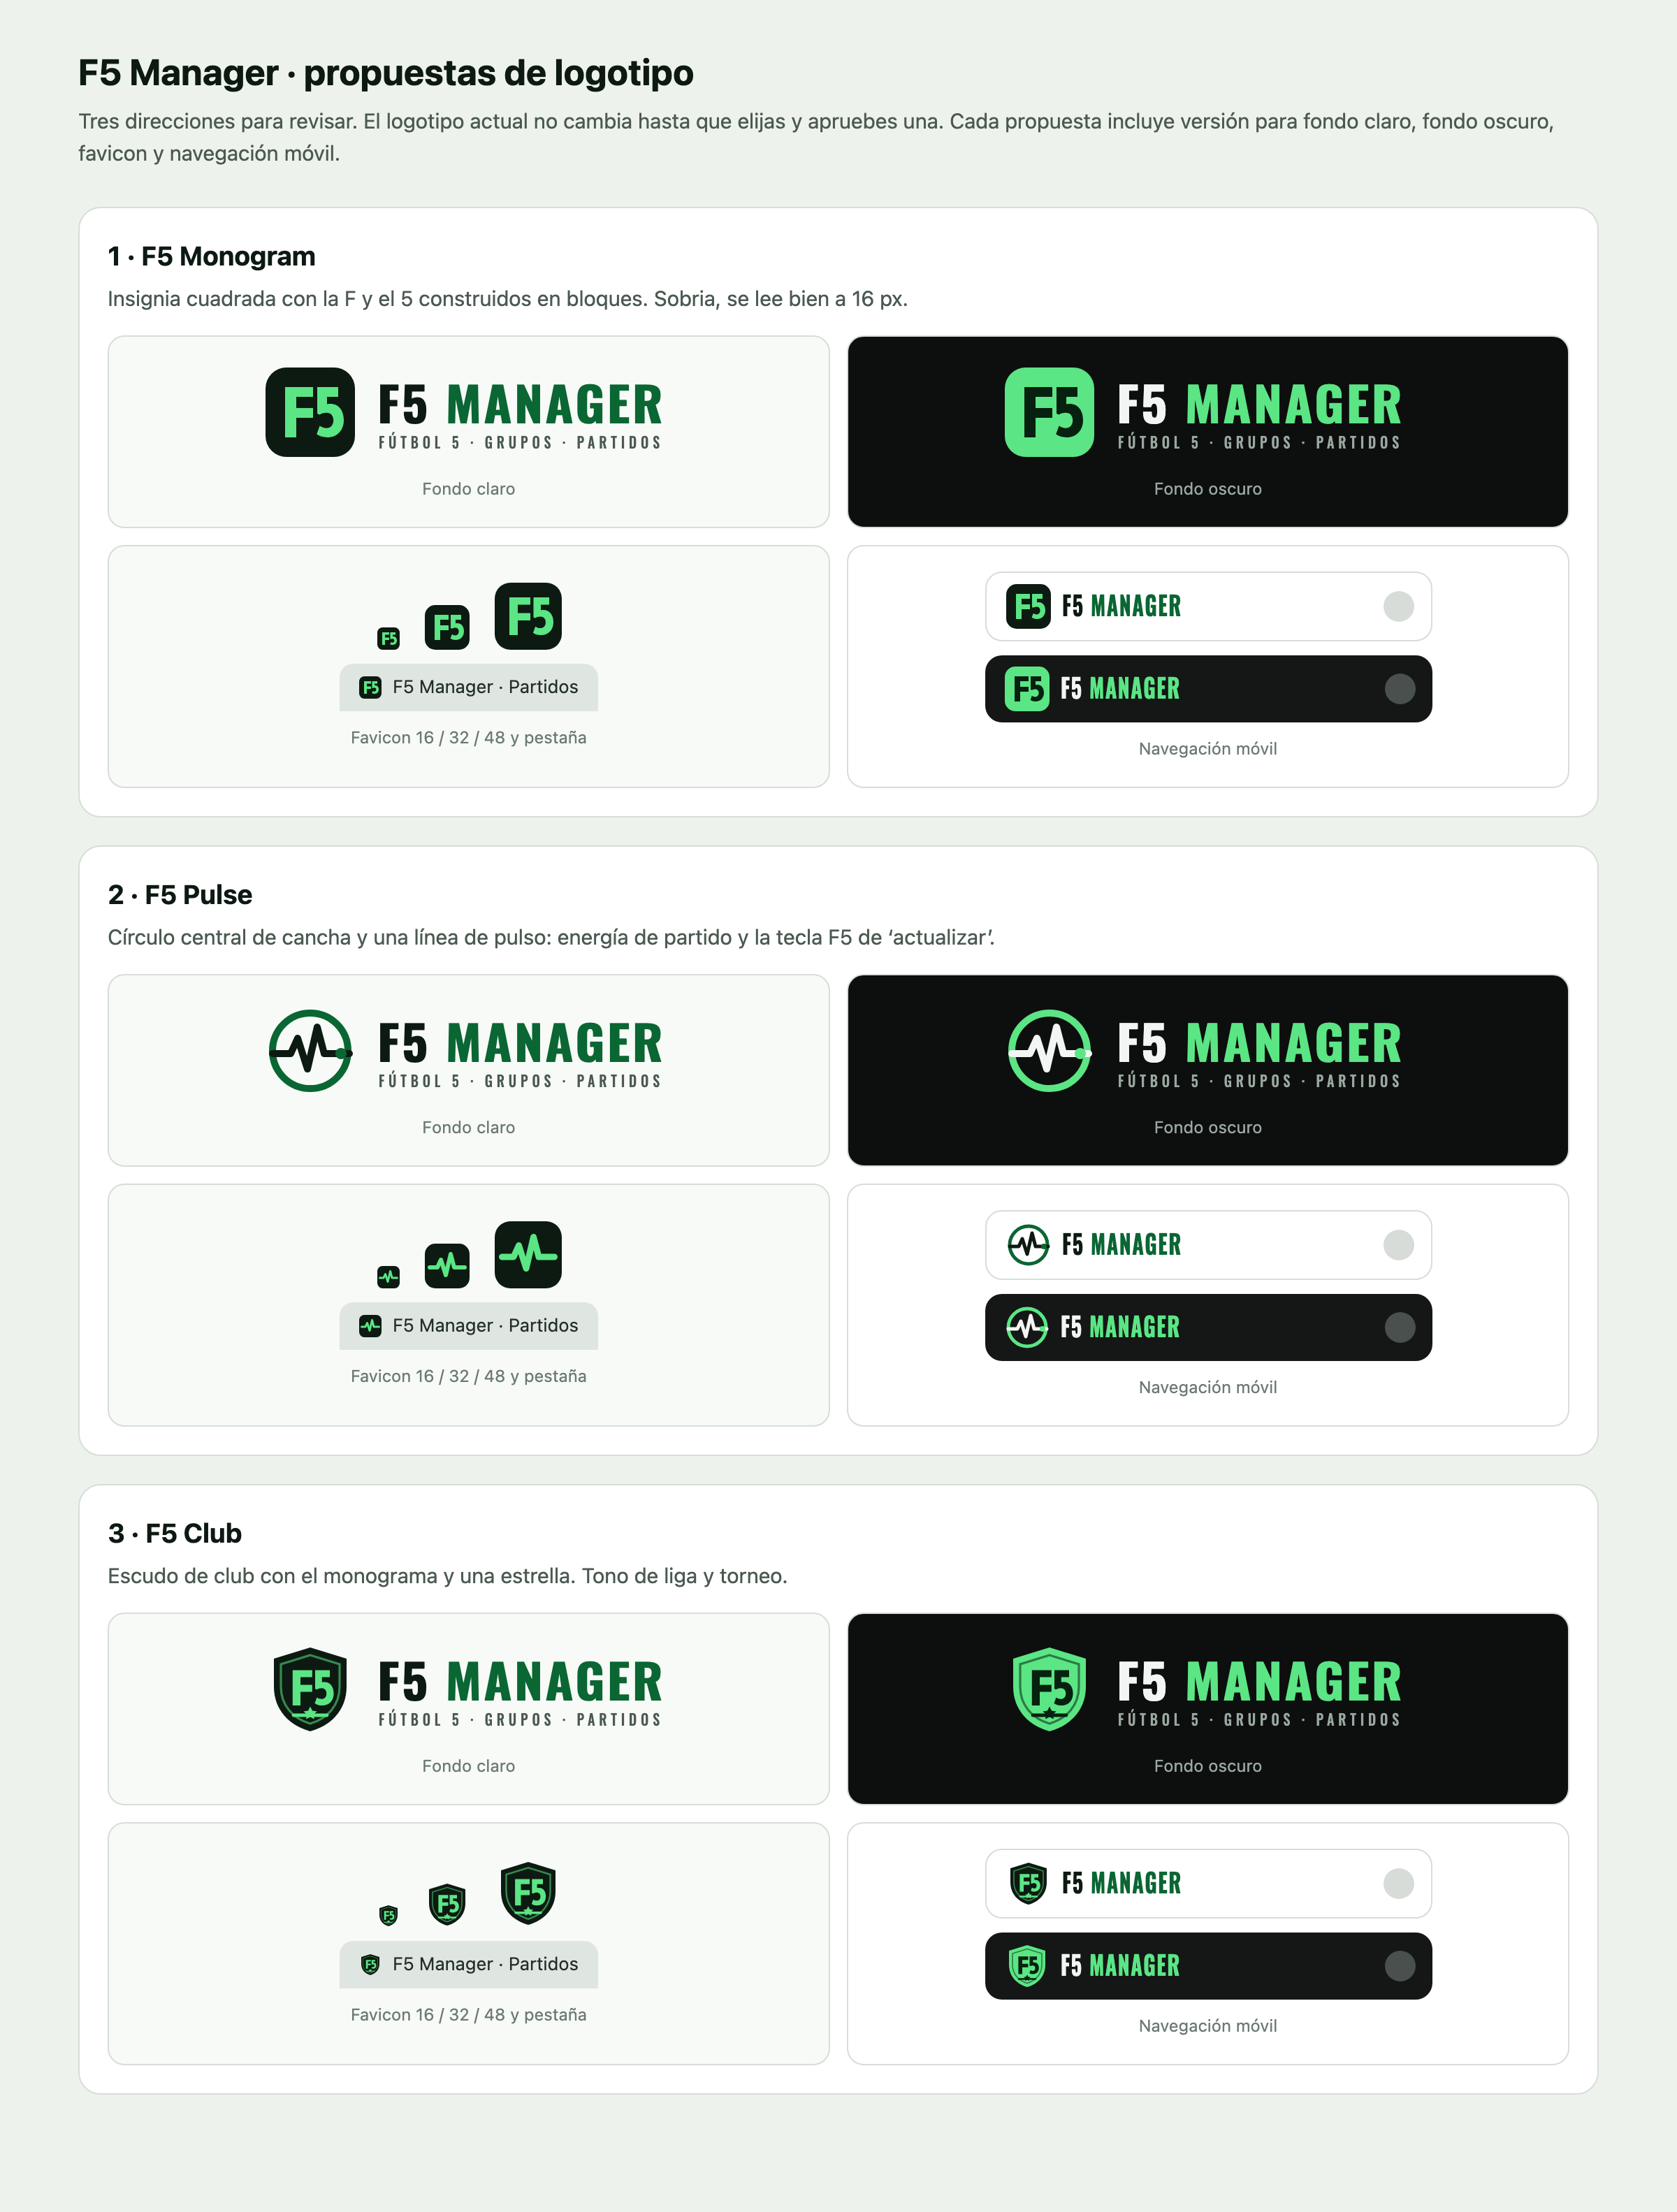 F5 Manager · propuestas de logotipo
Tres direcciones para revisar. El logotipo actual no cambia hasta que elijas y apruebes una. Cada propuesta incluye versión para fondo claro, fondo oscuro,
favicon y navegación móvil.
1 · F5 Monogram
Insignia cuadrada con la F y el 5 construidos en bloques. Sobria, se lee bien a 16 px.
F5 F5 MANAGER
FÚTBOL 5 · GRUPOS · PARTIDOS
Fondo claro
F5 F5 MANAGER
FÚTBOL 5 · GRUPOS · PARTIDOS
Fondo oscuro
F5 F5 F5
F5 F5 Manager · Partidos
Favicon 16 / 32 / 48 y pestaña
F5 F5 MANAGER
F5 F5 MANAGER
Navegación móvil
2 · F5 Pulse
Círculo central de cancha y una línea de pulso: energía de partido y la tecla F5 de ‘actualizar’.
F5 MANAGER
FÚTBOL 5 · GRUPOS · PARTIDOS
Fondo claro
F5 MANAGER
FÚTBOL 5 · GRUPOS · PARTIDOS
Fondo oscuro
F5 Manager · Partidos
Favicon 16 / 32 / 48 y pestaña
F5 MANAGER
F5 MANAGER
Navegación móvil
3 · F5 Club
Escudo de club con el monograma y una estrella. Tono de liga y torneo.
F5 F5 MANAGER
FÚTBOL 5 · GRUPOS · PARTIDOS
Fondo claro
F5 F5 MANAGER
FÚTBOL 5 · GRUPOS · PARTIDOS
Fondo oscuro
F5 F5 F5
F5 F5 Manager · Partidos
Favicon 16 / 32 / 48 y pestaña
F5 F5 MANAGER
F5 F5 MANAGER
Navegación móvil